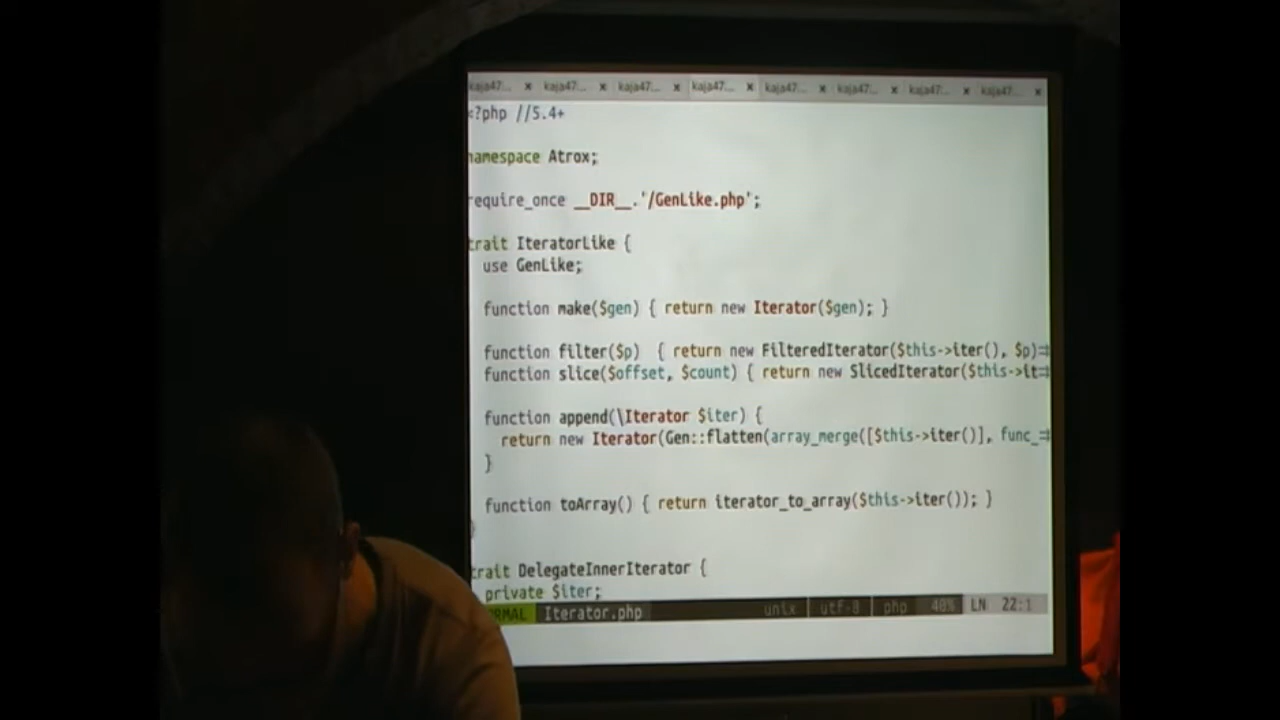 kaja47... × kaja47... × kaja47... × kaja47... × kaja47... × kaja47... × kaja47... × kaja47... ×
<?php //5.4+
namespace Atrox;
require_once __DIR__.'/GenLike.php';
trait IteratorLike {
use GenLike;
function make($gen) { return new Iterator($gen); }
function filter($p) { return new FilteredIterator($this->iter(), $p)
function slice($offset, $count) { return new SlicedIterator($this->it
function append(\Iterator $iter) {
return new Iterator(Gen::flatten(array_merge([$this->iter()], func_
}
function toArray() { return iterator_to_array($this->iter()); }
}
trait DelegateInnerIterator {
private $iter;
RMAL Iterator.php unix utf-8 php 40% LN 22:1